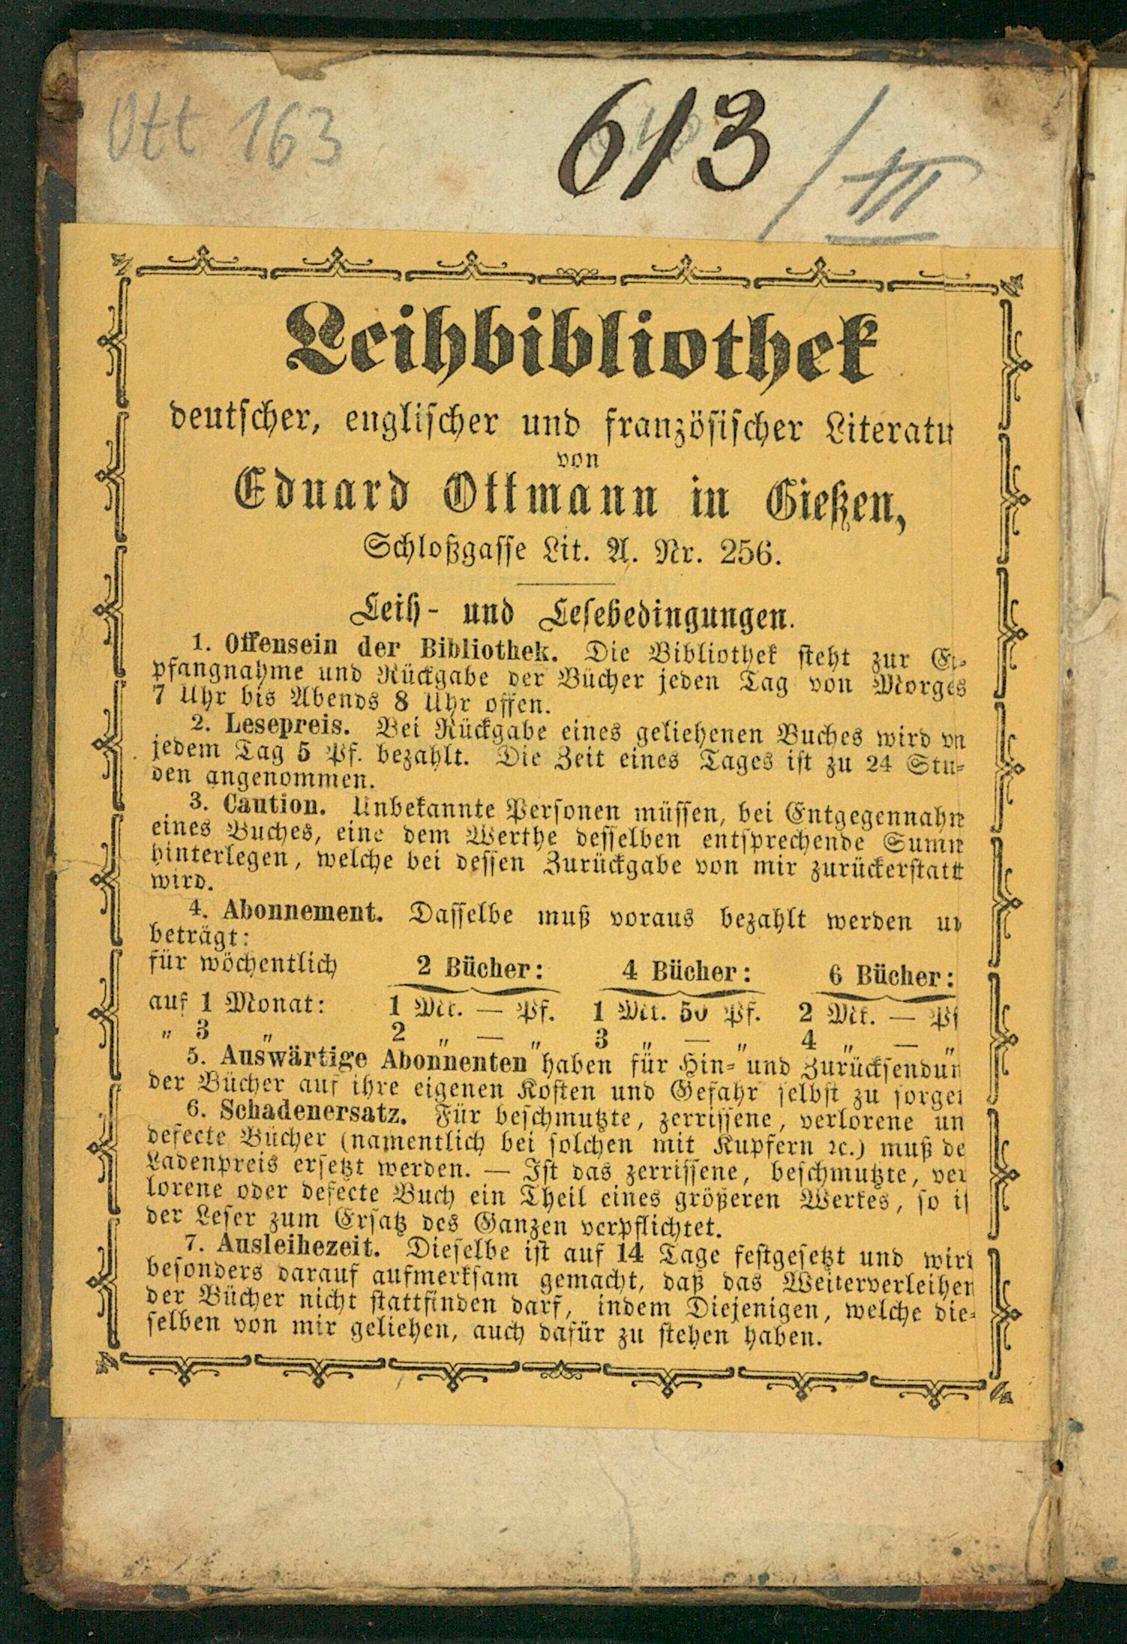 Ott 163
613 / III
Leihbibliothek
deutscher, englischer und französischer Literatu
von
Eduard Ottmann in Gießen,
Schloßgasse Lit. A. Nr. 256.
Leih- und Lesebedingungen.
1. Offensein der Bibliothek. Die Bibliothek steht zur
pfangnahme und Rückgabe der Bücher jeden Tag von Morges
7 Uhr bis Abends 8 Uhr offen.
2. Lesepreis. Bei Rückgabe eines geliehenen Buches wird
jedem Tag 5 Pf. bezahlt. Die Zeit eines Tages ist zu 24 Stu-
den angenommen.
3. Caution. Unbekannte Personen müssen, bei Entgegennahm
eines Buches, eine dem Werthe desselben entsprechende Summ
hinterlegen, welche bei dessen Zurückgabe von mir zurückerstatt
wird.
4. Abonnement. Dasselbe muß voraus bezahlt werden un
beträgt:
für wöchentlich 2 Bücher: 4 Bücher: 6 Bücher:
auf 1 Monat: 1 Mk. — Pf. 1 Mk. 50 Pf. 2 Mk. — Pf
„ 3 „ 2 „ — „ 3 „ — „ 4 „ — „
5. Auswärtige Abonnenten haben für Hin- und Zurücksendun
der Bücher auf ihre eigenen Kosten und Gefahr selbst zu sorgen
6. Schadenersatz. Für beschmutzte, zerrissene, verlorene un
defecte Bücher (namentlich bei solchen mit Kupfern ꝛc.) muß de
Ladenpreis ersetzt werden. — Ist das zerrissene, beschmutzte, ver
lorene oder defecte Buch ein Theil eines größeren Werkes, so is
der Leser zum Ersatz des Ganzen verpflichtet.
7. Ausleihezeit. Dieselbe ist auf 14 Tage festgesetzt und wird
besonders darauf aufmerksam gemacht, daß das Weiterverleihen
der Bücher nicht stattfinden darf, indem Diejenigen, welche die-
selben von mir geliehen, auch dafür zu stehen haben.